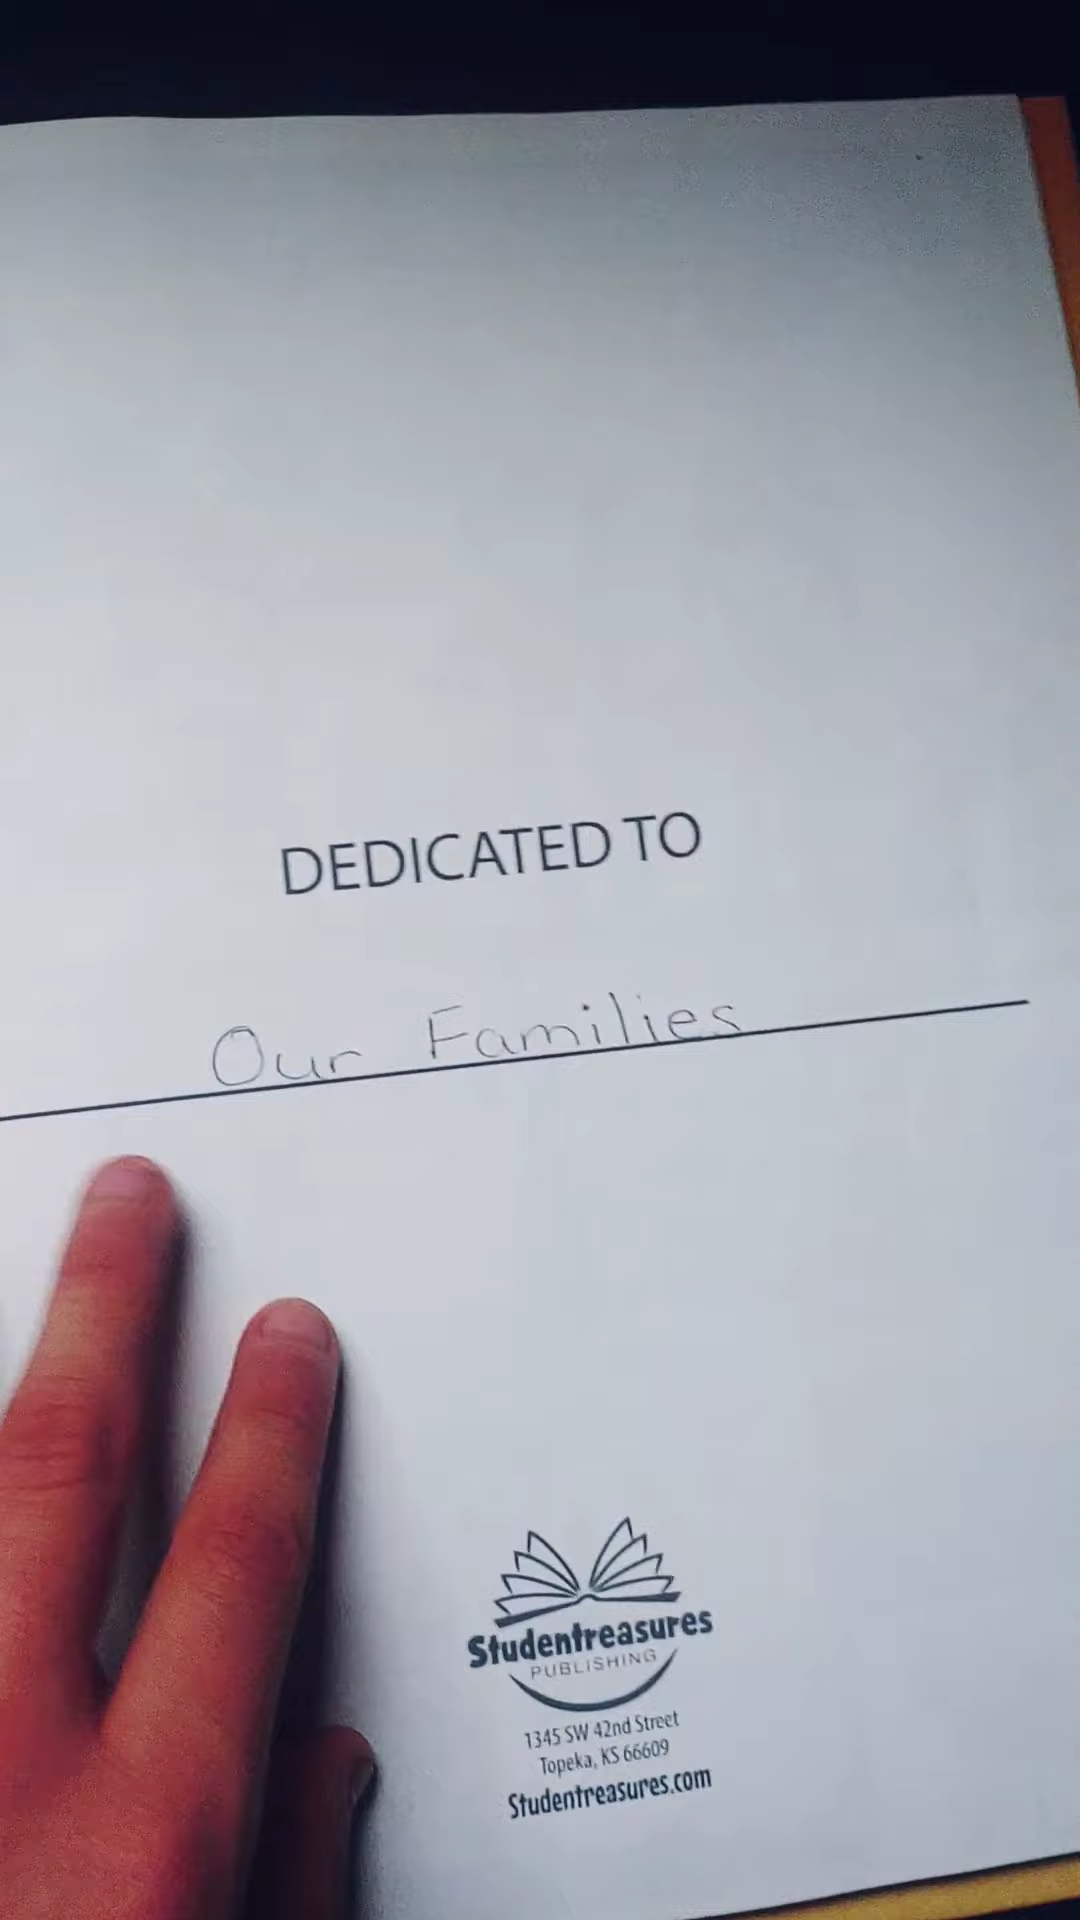 DEDICATED TO
Our Families
Studentreasures
PUBLISHING
1345 SW 42nd Street
Topeka, KS 66609
Studentreasures.com